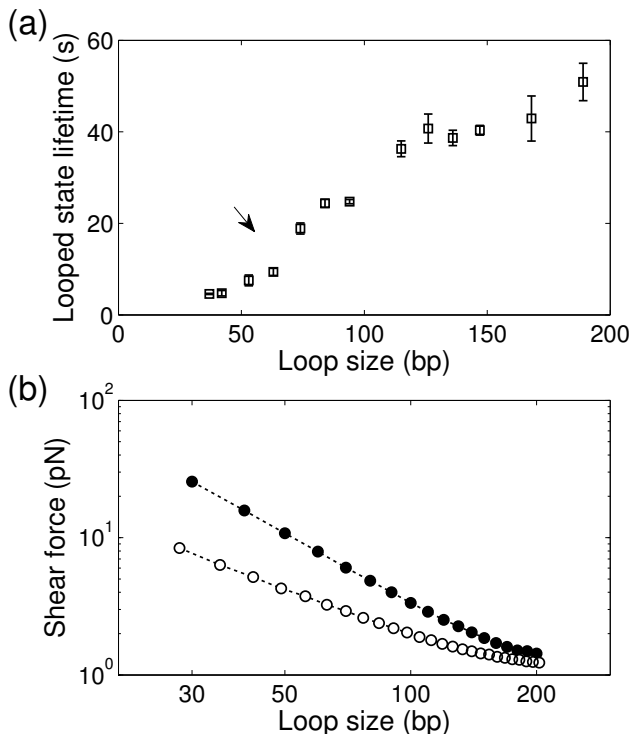 (a)
Looped state lifetime (s)
60
40
20
0
0 50 100 150 200
Loop size (bp)
(b)
Shear force (pN)
10^2
10^1
10^0
30 50 100 200
Loop size (bp)